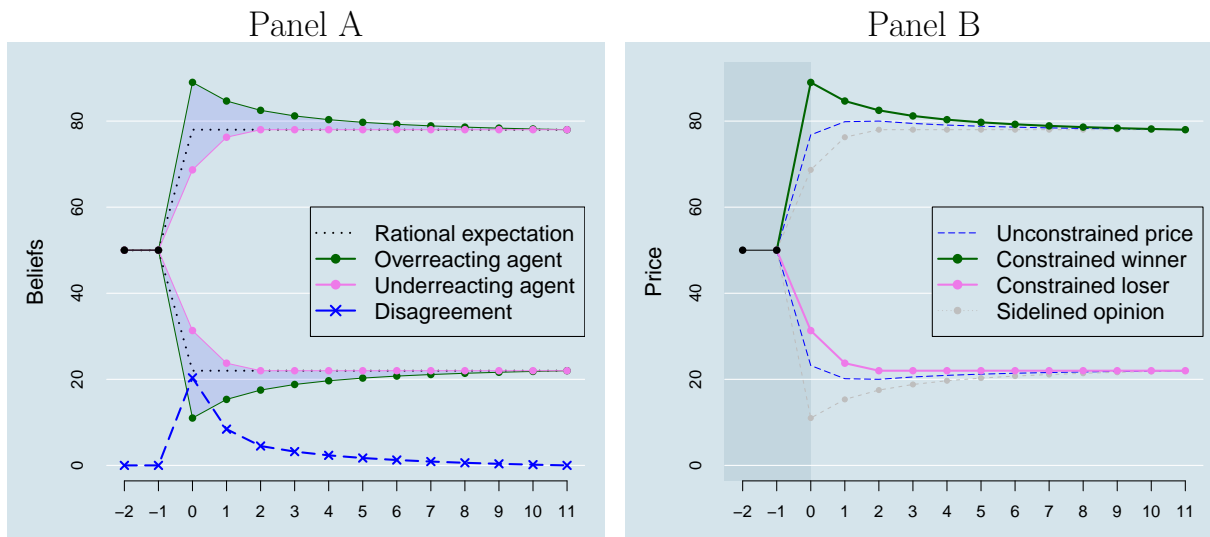 Panel A
Beliefs
80
60
40
20
0
Rational expectation
Overreacting agent
Underreacting agent
Disagreement
−2 −1 0 1 2 3 4 5 6 7 8 9 10 11
Panel B
Price
80
60
40
20
0
Unconstrained price
Constrained winner
Constrained loser
Sidelined opinion
−2 −1 0 1 2 3 4 5 6 7 8 9 10 11